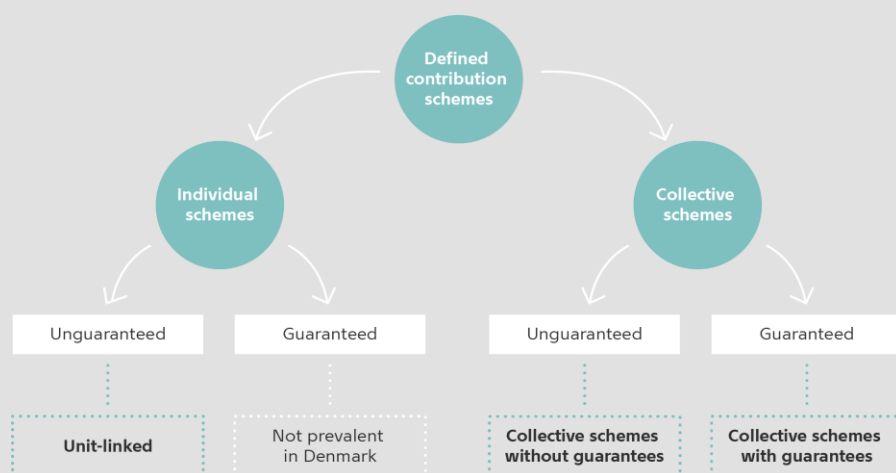 Defined
contribution
schemes
Individual
schemes
Collective
schemes
Unguaranteed
Guaranteed
Unguaranteed
Guaranteed
Unit-linked
Not prevalent
in Denmark
Collective schemes
without guarantees
Collective schemes
with guarantees